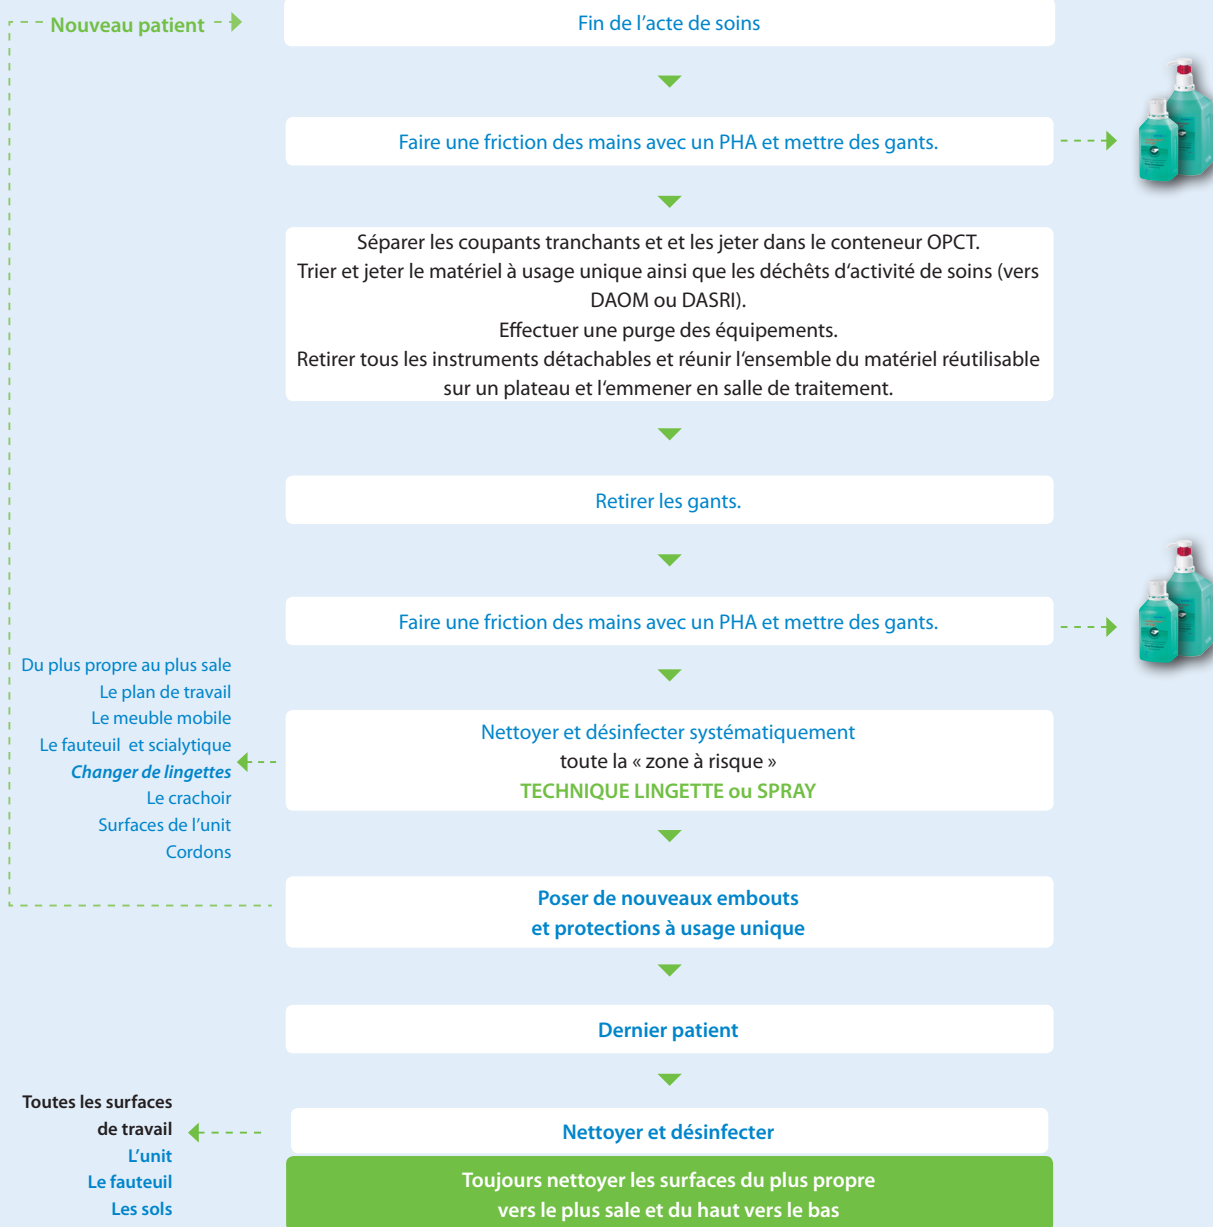 Nouveau patient
Fin de l’acte de soins
Faire une friction des mains avec un PHA et mettre des gants.
Séparer les coupants tranchants et et les jeter dans le conteneur OPCT.
Trier et jeter le matériel à usage unique ainsi que les déchêts d’activité de soins (vers
DAOM ou DASRI).
Effectuer une purge des équipements.
Retirer tous les instruments détachables et réunir l’ensemble du matériel réutilisable
sur un plateau et l’emmener en salle de traitement.
Retirer les gants.
Faire une friction des mains avec un PHA et mettre des gants.
Du plus propre au plus sale
Le plan de travail
Le meuble mobile
Le fauteuil et scialytique
Changer de lingettes
Le crachoir
Surfaces de l’unit
Cordons
Nettoyer et désinfecter systématiquement
toute la « zone à risque »
TECHNIQUE LINGETTE ou SPRAY
Poser de nouveaux embouts
et protections à usage unique
Dernier patient
Toutes les surfaces
de travail
L’unit
Le fauteuil
Les sols
Nettoyer et désinfecter
Toujours nettoyer les surfaces du plus propre
vers le plus sale et du haut vers le bas